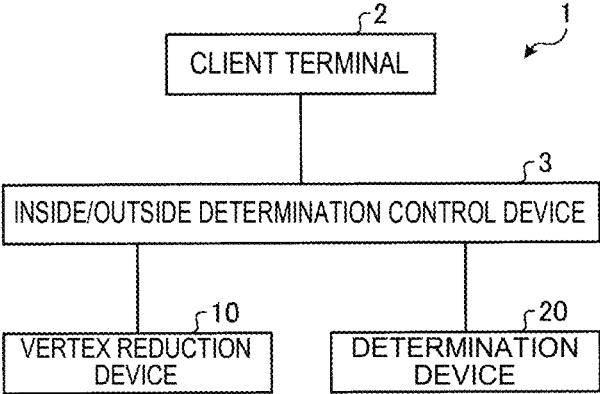 2
1
CLIENT TERMINAL
3
INSIDE/OUTSIDE DETERMINATION CONTROL DEVICE
10
20
VERTEX REDUCTION
DEVICE
DETERMINATION
DEVICE